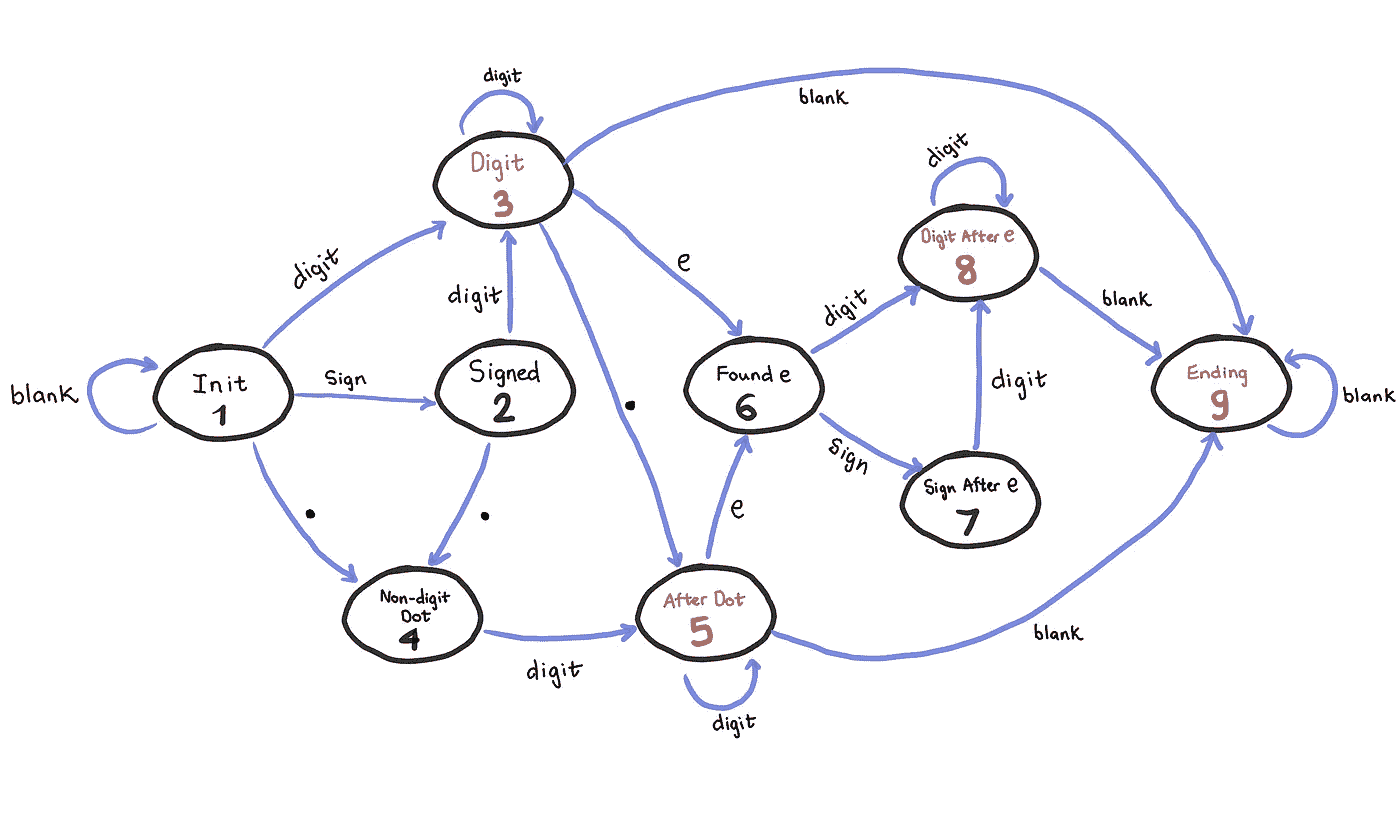 digit
blank
Digit
3
digit
Digit After e
8
digit
e
digit
digit
blank
blank
Init
1
Sign
Signed
2
.
Found e
6
digit
Ending
9
blank
Sign
Sign After e
7
.
.
e
Non-digit
Dot
4
digit
After Dot
5
blank
digit